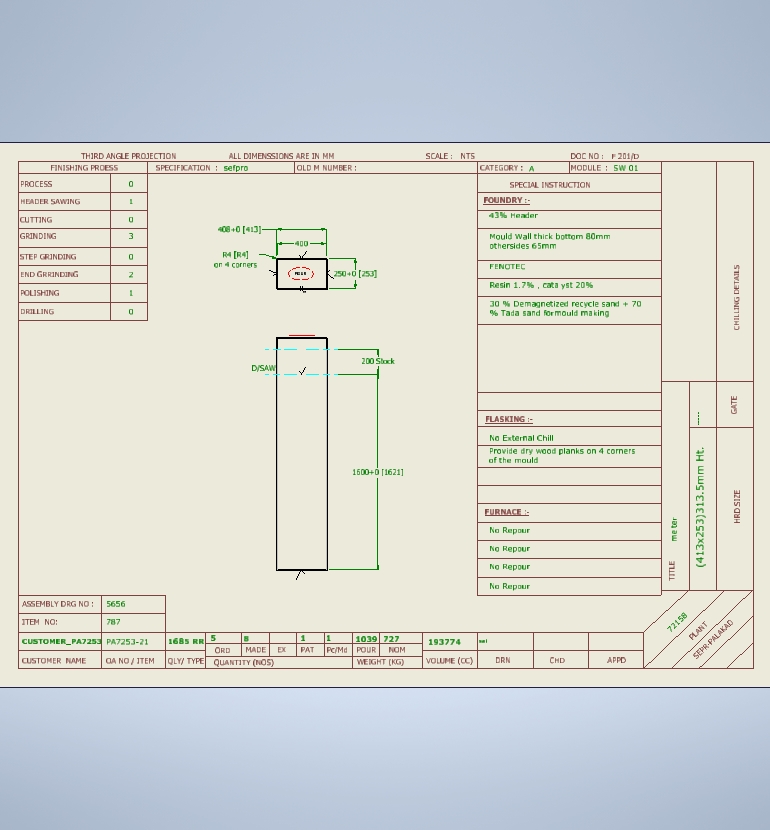 THIRD ANGLE PROJECTION ALL DIMENSSIONS ARE IN MM SCALE : NTS DOC NO : F 201/D
FINISHING PROESS SPECIFICATION : sefpro OLD M NUMBER : CATEGORY : A MODULE : SW 01
PROCESS 0
HEADER SAWING 1
CUTTING 0
GRINDING 3
STEP GRINDING 0
END GRRINDING 2
POLISHING 1
DRILLING 0
408+0 [413]
400
R4 [R4]
on 4 corners
250+0 [253]
D/SAW
200 Stock
1600+0 [1621]
SPECIAL INSTRUCTION
FOUNDRY :-
43% Header
Mould Wall thick bottom 80mm
othersides 65mm
FENOTEC
Resin 1.7% , cata yst 20%
30 % Demagnetized recycle sand + 70
% Tada sand formould making
FLASKING :-
No External Chill
Provide dry wood planks on 4 corners
of the mould
FURNACE :-
No Repour
No Repour
No Repour
No Repour
CHILLING DETAILS
GATE
----
HRD SIZE
(413x253)313.5mm Ht.
TITLE meter
72158
PLANT
SEPR-PALAKAD
ASSEMBLY DRG NO : 5656
ITEM NO: 787
CUSTOMER_PA7253 PA7253-21 1685 RR 5 8 1 1 1039 727 193774 sel
ORD MADE EX PAT Pc/Md POUR NOM
CUSTOMER NAME OA NO / ITEM QLY/ TYPE QUANTITY (NOS) WEIGHT (KG) VOLUME (CC) DRN CHD APPD